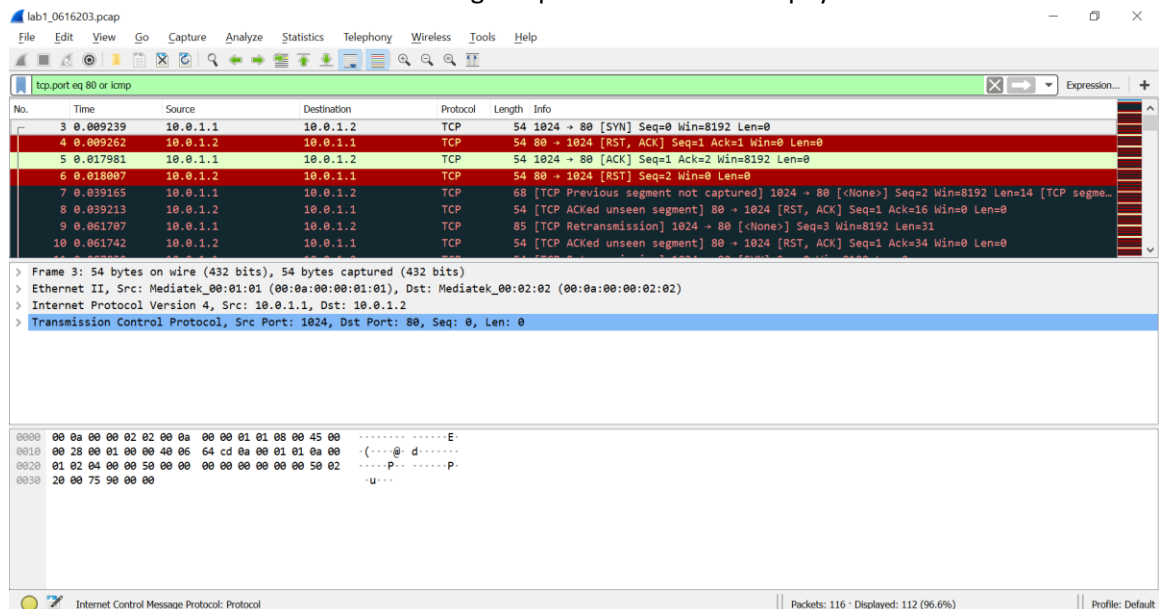 lab1_0616203.pcap
File Edit View Go Capture Analyze Statistics Telephony Wireless Tools Help
tcp.port eq 80 or icmp
Expression... +
No. Time Source Destination Protocol Length Info
3 0.009239 10.0.1.1 10.0.1.2 TCP 54 1024 → 80 [SYN] Seq=0 Win=8192 Len=0
4 0.009262 10.0.1.2 10.0.1.1 TCP 54 80 → 1024 [RST, ACK] Seq=1 Ack=1 Win=0 Len=0
5 0.017981 10.0.1.1 10.0.1.2 TCP 54 1024 → 80 [ACK] Seq=1 Ack=2 Win=8192 Len=0
6 0.018007 10.0.1.2 10.0.1.1 TCP 54 80 → 1024 [RST] Seq=2 Win=0 Len=0
7 0.039165 10.0.1.1 10.0.1.2 TCP 68 [TCP Previous segment not captured] 1024 → 80 [<None>] Seq=2 Win=8192 Len=14 [TCP segme…
8 0.039213 10.0.1.2 10.0.1.1 TCP 54 [TCP ACKed unseen segment] 80 → 1024 [RST, ACK] Seq=1 Ack=16 Win=0 Len=0
9 0.061707 10.0.1.1 10.0.1.2 TCP 85 [TCP Retransmission] 1024 → 80 [<None>] Seq=3 Win=8192 Len=31
10 0.061742 10.0.1.2 10.0.1.1 TCP 54 [TCP ACKed unseen segment] 80 → 1024 [RST, ACK] Seq=1 Ack=34 Win=0 Len=0
> Frame 3: 54 bytes on wire (432 bits), 54 bytes captured (432 bits)
> Ethernet II, Src: Mediatek_00:01:01 (00:0a:00:00:01:01), Dst: Mediatek_00:02:02 (00:0a:00:00:02:02)
> Internet Protocol Version 4, Src: 10.0.1.1, Dst: 10.0.1.2
> Transmission Control Protocol, Src Port: 1024, Dst Port: 80, Seq: 0, Len: 0
0000 00 0a 00 00 02 02 00 0a 00 00 01 01 08 00 45 00 ········ ······E·
0010 00 28 00 01 00 00 40 06 64 cd 0a 00 01 01 0a 00 ·(····@· d·······
0020 01 02 04 00 00 50 00 00 00 00 00 00 00 00 50 02 ·····P·· ······P·
0030 20 00 75 90 00 00 ·u···
Internet Control Message Protocol: Protocol
Packets: 116 · Displayed: 112 (96.6%)
Profile: Default